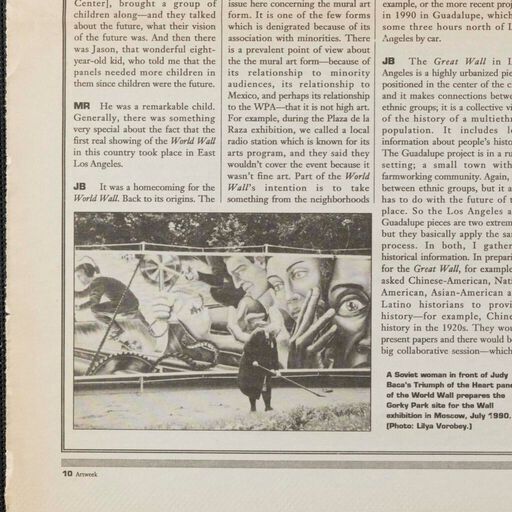 Center], brought a group of
children along—and they talked
about the future, what their vision
of the future was. And then there
was Jason, that wonderful eight-
year-old kid, who told me that the
panels needed more children in
them since children were the future.
MR He was a remarkable child.
Generally, there was something
very special about the fact that the
first real showing of the World Wall
in this country took place in East
Los Angeles.
JB It was a homecoming for the
World Wall. Back to its origins. The
issue here concerning the mural art
form. It is one of the few forms
which is denigrated because of its
association with minorities. There
is a prevalent point of view about
the the mural art form—because of
its relationship to minority
audiences, its relationship to
Mexico, and perhaps its relationship
to the WPA—that it is not high art.
For example, during the Plaza de la
Raza exhibition, we called a local
radio station which is known for its
arts program, and they said they
wouldn't cover the event because it
wasn't fine art. Part of the World
Wall's intention is to take
something from the neighborhoods
example, or the more recent proj
in 1990 in Guadalupe, which
some three hours north of L
Angeles by car.
JB The Great Wall in L
Angeles is a highly urbanized pie
positioned in the center of the c
and it makes connections betwe
ethnic groups; it is a collective vi
of the history of a multieth
population. It includes l
information about people's histo
The Guadalupe project is in a ru
setting; a small town with
farmworking community. Again,
between ethnic groups, but it a
has to do with the future of t
place. So the Los Angeles a
Guadalupe pieces are two extrem
but they basically apply the sa
process. In both, I gather
historical information. In prepari
for the Great Wall, for example
asked Chinese-American, Nati
American, Asian-American a
Latino historians to provi
history—for example, Chine
history in the 1920s. They wou
present papers and there would b
big collaborative session—which
A Soviet woman in front of Judy
Baca's Triumph of the Heart pane
of the World Wall prepares the
Gorky Park site for the Wall
exhibition in Moscow, July 1990.
(Photo: Lilya Vorobey.)
10 Artweek